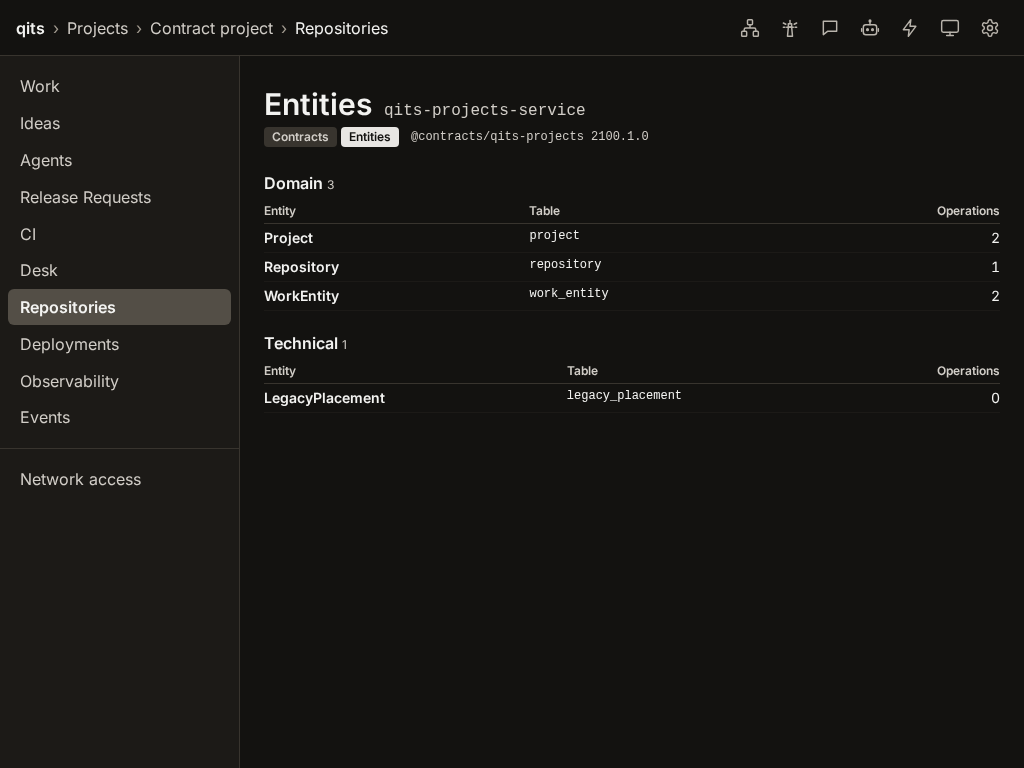 qits › Projects › Contract project › Repositories
Work
Ideas
Agents
Release Requests
CI
Desk
Repositories
Deployments
Observability
Events
Network access
Entities qits-projects-service
Contracts Entities @contracts/qits-projects 2100.1.0
Domain 3
Entity Table Operations
Project project 2
Repository repository 1
WorkEntity work_entity 2
Technical 1
Entity Table Operations
LegacyPlacement legacy_placement 0